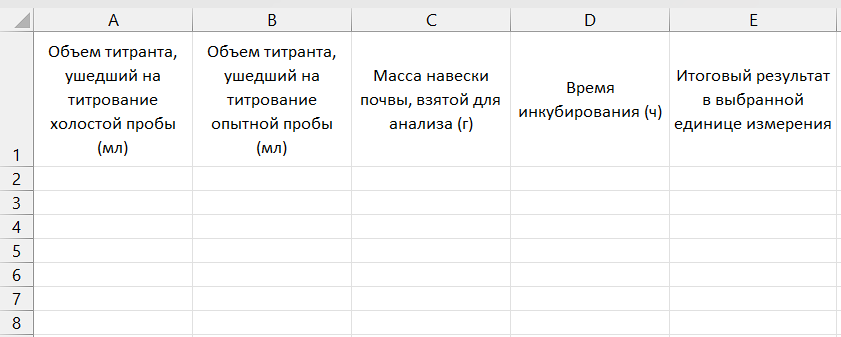 A B C D E
Объем титранта, Объем титранта,
ушедший на ушедший на Масса навески Время Итоговый результат
титрование титрование почвы, взятой для инкубирования (ч) в выбранной
холостой пробы опытной пробы анализа (г) единице измерения
(мл) (мл)
1
2
3
4
5
6
7
8